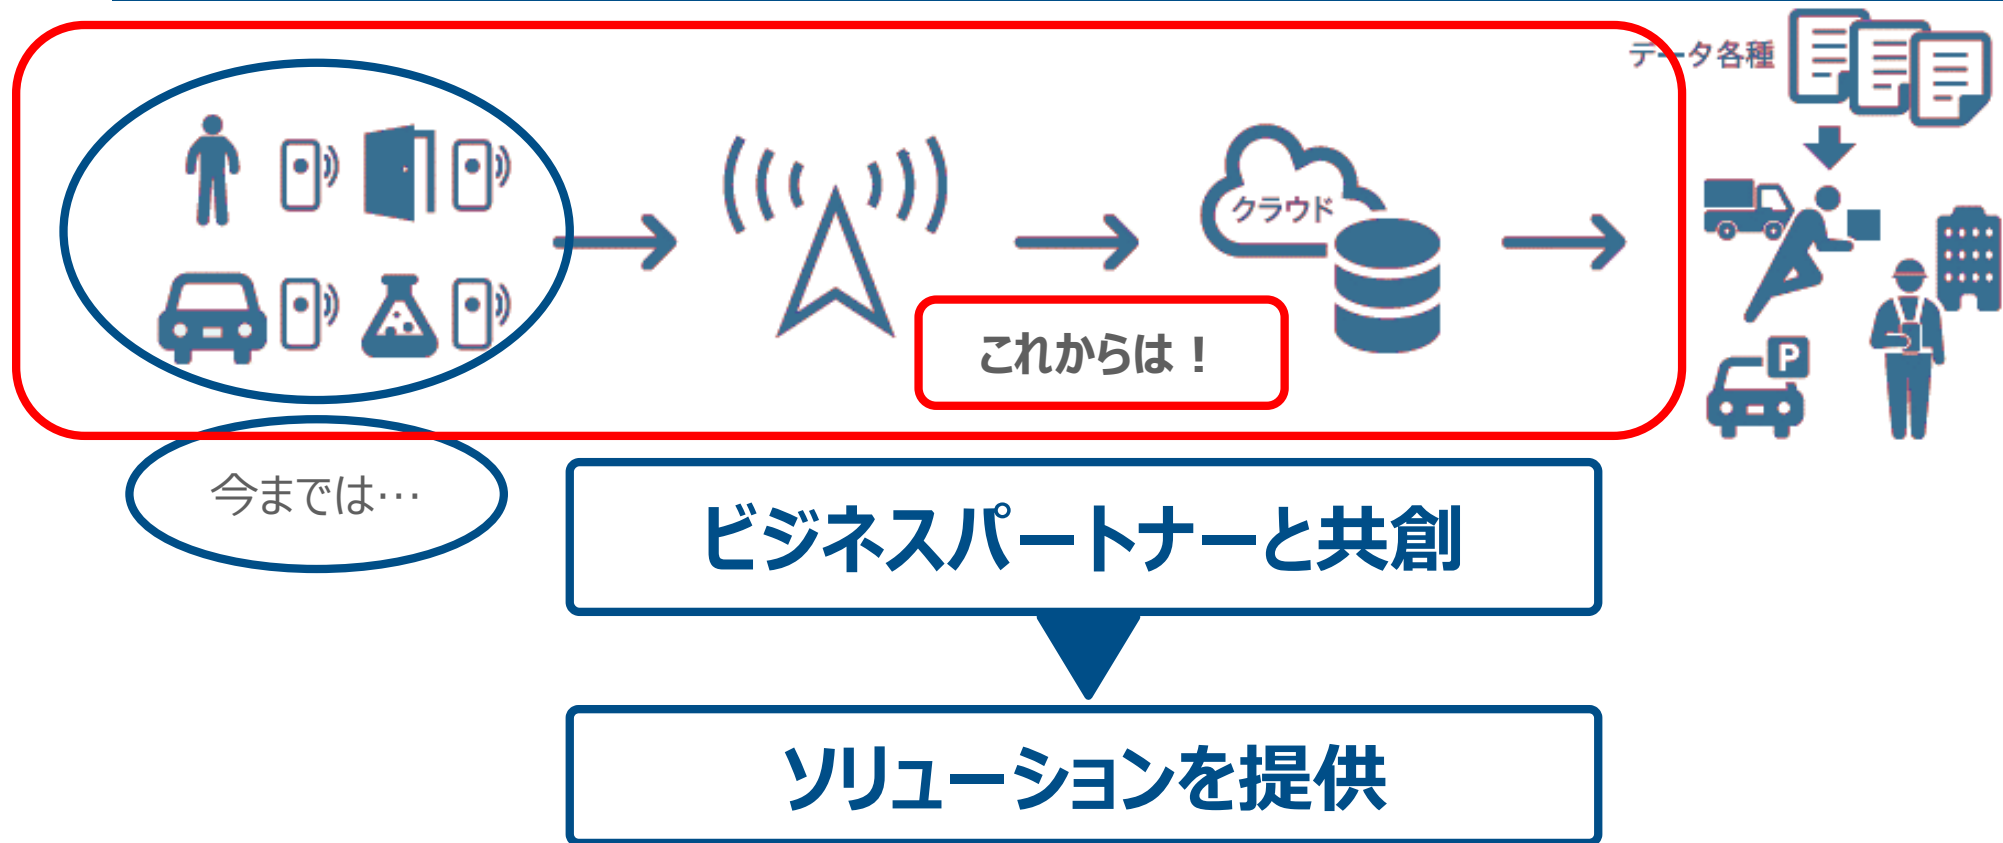 データ各種
クラウド
P
これからは！
今までは…
ビジネスパートナーと共創
ソリューションを提供